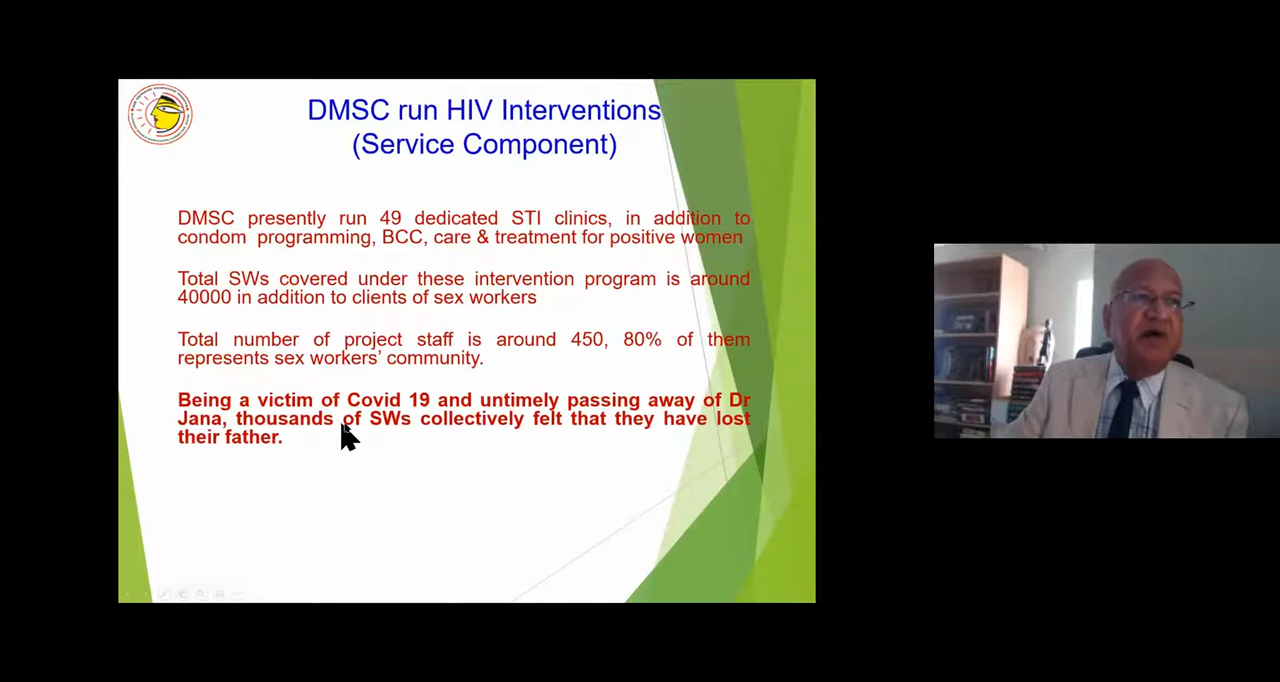 DMSC run HIV Interventions
(Service Component)
DMSC presently run 49 dedicated STI clinics, in addition to
condom programming, BCC, care & treatment for positive women
Total SWs covered under these intervention program is around
40000 in addition to clients of sex workers
Total number of project staff is around 450, 80% of them
represents sex workers’ community.
Being a victim of Covid 19 and untimely passing away of Dr
Jana, thousands of SWs collectively felt that they have lost
their father.